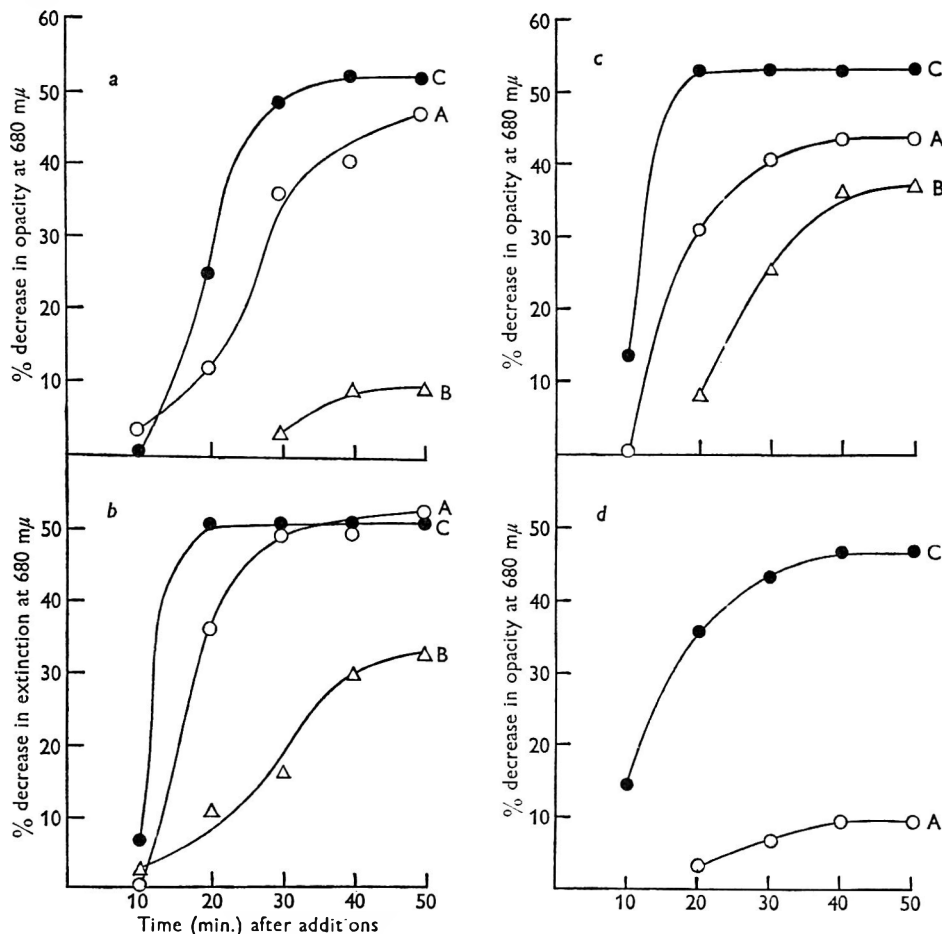 a
% decrease in opacity at 680 mμ
60
50
40
30
20
10
C
A
B
b
% decrease in extinction at 680 mμ
50
40
30
20
10
A
C
B
10 20 30 40 50
Time (min.) after additions
c
% decrease in opacity at 680 mμ
60
50
40
30
20
10
C
A
B
d
% decrease in opacity at 680 mμ
50
40
30
20
10
C
A
10 20 30 40 50